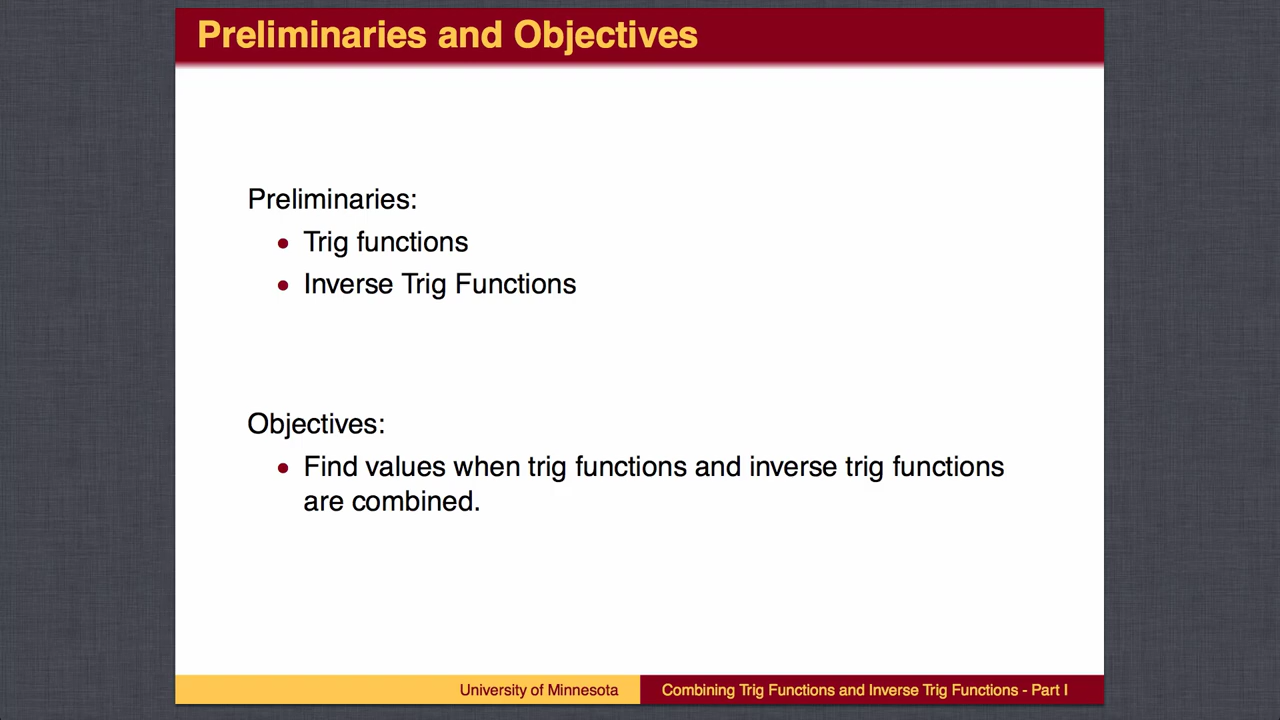 Preliminaries and Objectives
Preliminaries:
• Trig functions
• Inverse Trig Functions
Objectives:
• Find values when trig functions and inverse trig functions
are combined.
University of Minnesota
Combining Trig Functions and Inverse Trig Functions - Part I